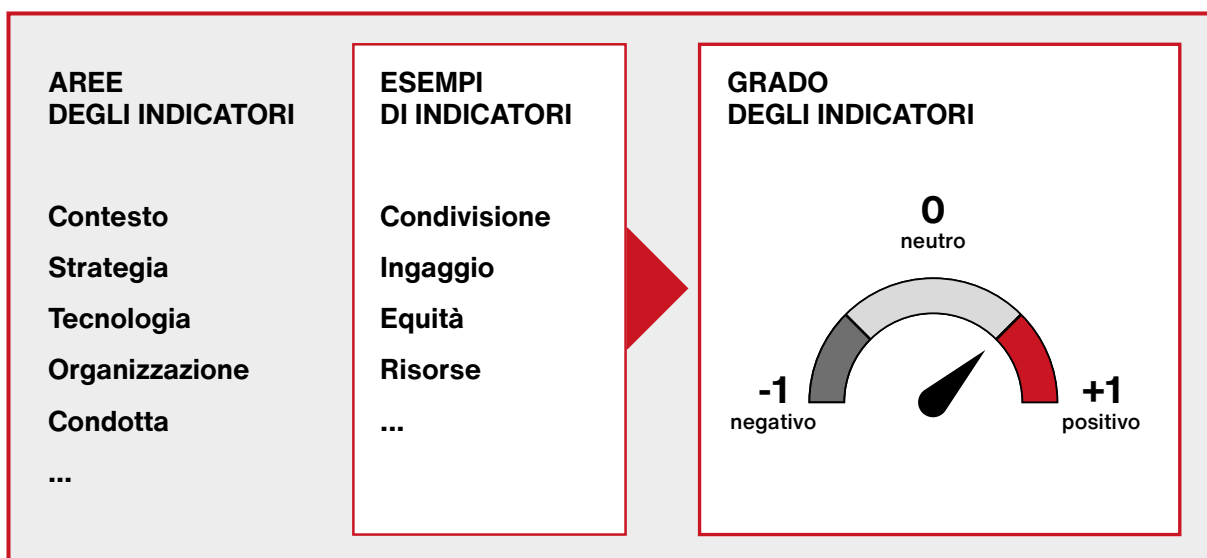 AREE
DEGLI INDICATORI
Contesto
Strategia
Tecnologia
Organizzazione
Condotta
...
ESEMPI
DI INDICATORI
Condivisione
Ingaggio
Equità
Risorse
...
GRADO
DEGLI INDICATORI
0
neutro
-1
negativo
+1
positivo